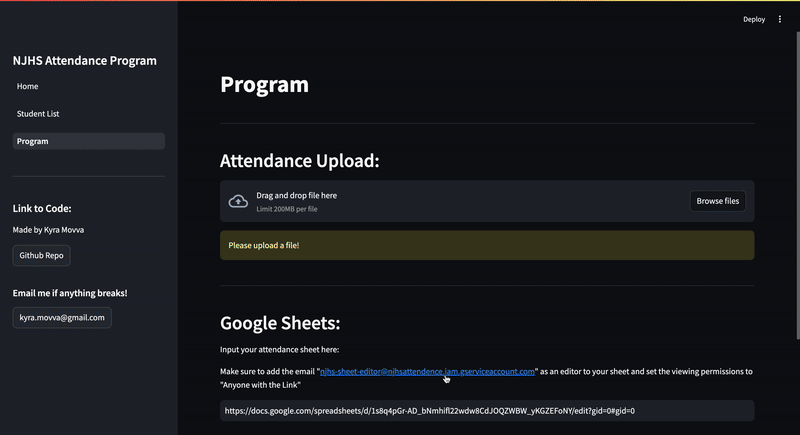 Deploy
NJHS Attendance Program
Home
Student List
Program
Link to Code:
Made by Kyra Movva
Github Repo
Email me if anything breaks!
kyra.movva@gmail.com
Program
Attendance Upload:
Drag and drop file here
Limit 200MB per file
Browse files
Please upload a file!
Google Sheets:
Input your attendance sheet here:
Make sure to add the email "njhs-sheet-editor@njhsattendence.iam.gserviceaccount.com" as an editor to your sheet and set the viewing permissions to
"Anyone with the Link"
https://docs.google.com/spreadsheets/d/1s8q4pGr-AD_bNmhifl22wdw8CdJOQZWBW_yKGZEFoNY/edit?gid=0#gid=0